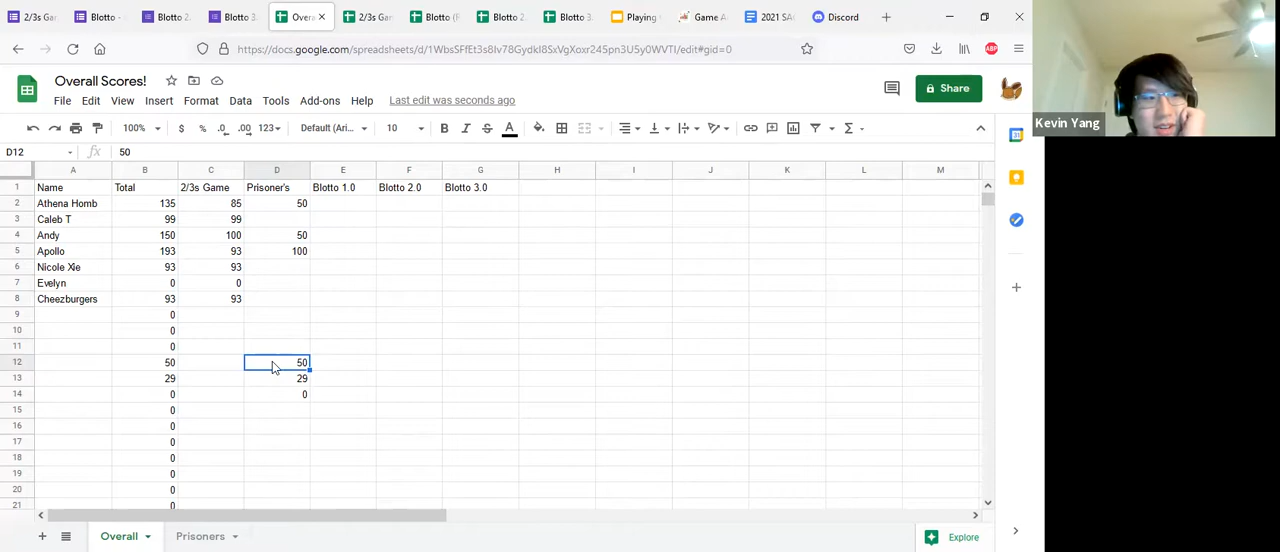 2/3s G
Blotto -
Blotto 2.
Blotto 3.
Overa
2/3s Gar
Blotto (F
Blotto 2.
Blotto 3.
Playing
Game A
2021 SA
Discord
https://docs.google.com/spreadsheets/d/1WbsSFfEt3s8Iv78GydkI8SxVgXoxr245pn3U5y0WVTI/edit#gid=0
ABP
Overall Scores!
File Edit View Insert Format Data Tools Add-ons Help Last edit was seconds ago
Share
100% $ % .0 .00 123 Default (Ari... 10 B I S A
D12 fx 50
A B C D E F G H I J K L M
1 Name Total 2/3s Game Prisoner's Blotto 1.0 Blotto 2.0 Blotto 3.0
2 Athena Homb 135 85 50
3 Caleb T 99 99
4 Andy 150 100 50
5 Apollo 193 93 100
6 Nicole Xie 93 93
7 Evelyn 0 0
8 Cheezburgers 93 93
9 0
10 0
11 0
12 50 50
13 29 29
14 0 0
15 0
16 0
17 0
18 0
19 0
20 0
21 0
Overall
Prisoners
Explore
Kevin Yang
31